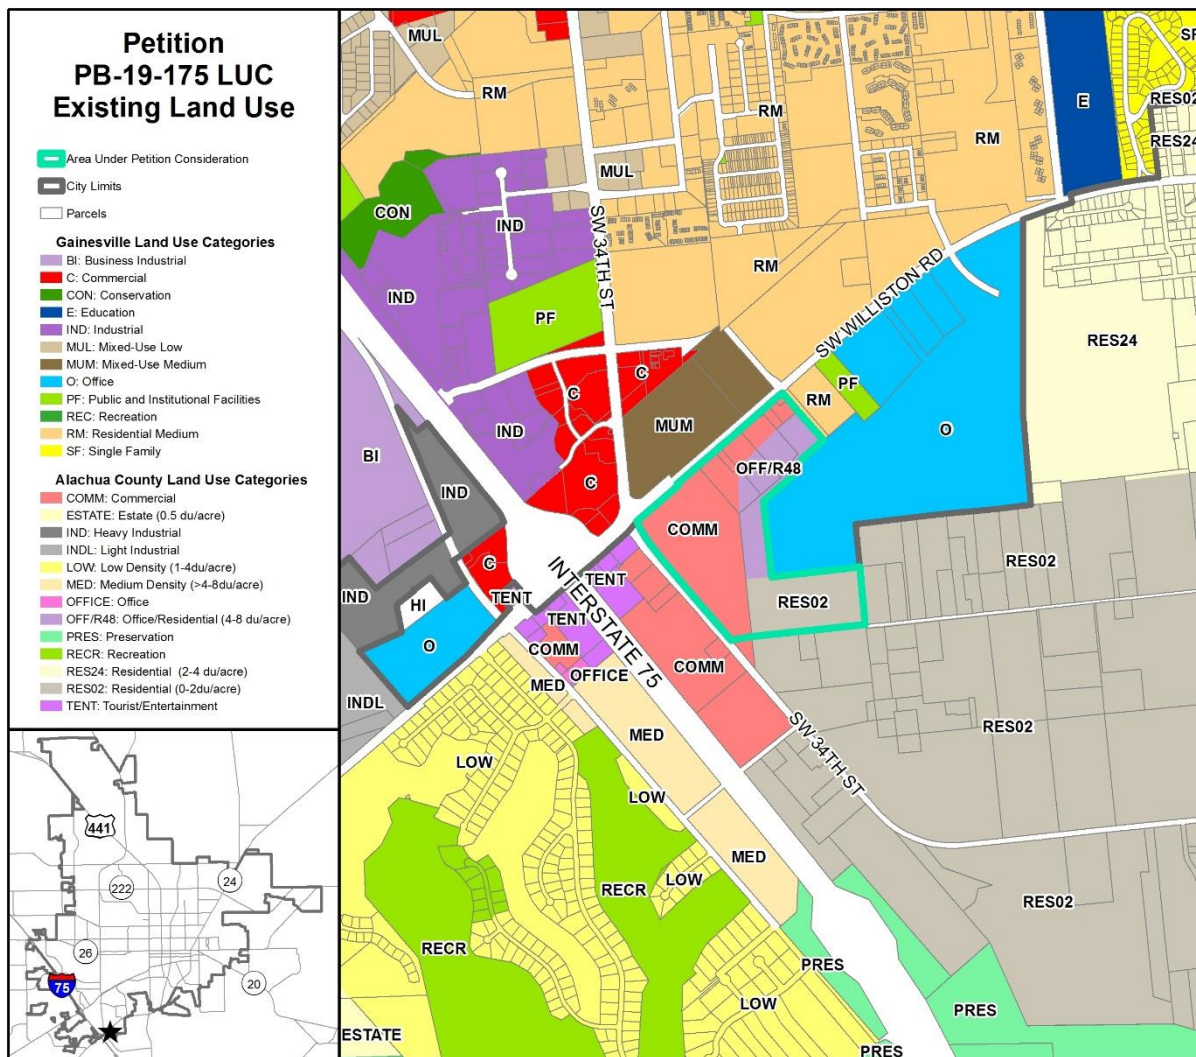 Petition
PB-19-175 LUC
Existing Land Use
Area Under Petition Consideration
City Limits
Parcels
Gainesville Land Use Categories
BI: Business Industrial
C: Commercial
CON: Conservation
E: Education
IND: Industrial
MUL: Mixed-Use Low
MUM: Mixed-Use Medium
O: Office
PF: Public and Institutional Facilities
REC: Recreation
RM: Residential Medium
SF: Single Family
Alachua County Land Use Categories
COMM: Commercial
ESTATE: Estate (0.5 du/acre)
IND: Heavy Industrial
INDL: Light Industrial
LOW: Low Density (1-4du/acre)
MED: Medium Density (>4-8du/acre)
OFFICE: Office
OFF/R48: Office/Residential (4-8 du/acre)
PRES: Preservation
RECR: Recreation
RES24: Residential (2-4 du/acre)
RES02: Residential (0-2du/acre)
TENT: Tourist/Entertainment
441
222
24
26
20
75
MUL
SF
RM
E
RES02
RM
RM
RES24
MUL
CON
IND
SW 34TH ST
RM
IND
SW WILLISTON RD
PF
RES24
C
C
RM
PF
IND
MUM
O
BI
OFF/R48
IND
C
COMM
C
INTERSTATE 75
TENT
IND
TENT
RES02
HI
TENT
O
COMM
OFFICE
COMM
MED
INDL
SW 34TH ST
RES02
MED
LOW
LOW
MED
RECR
LOW
RES02
RECR
PRES
LOW
PRES
ESTATE
PRES